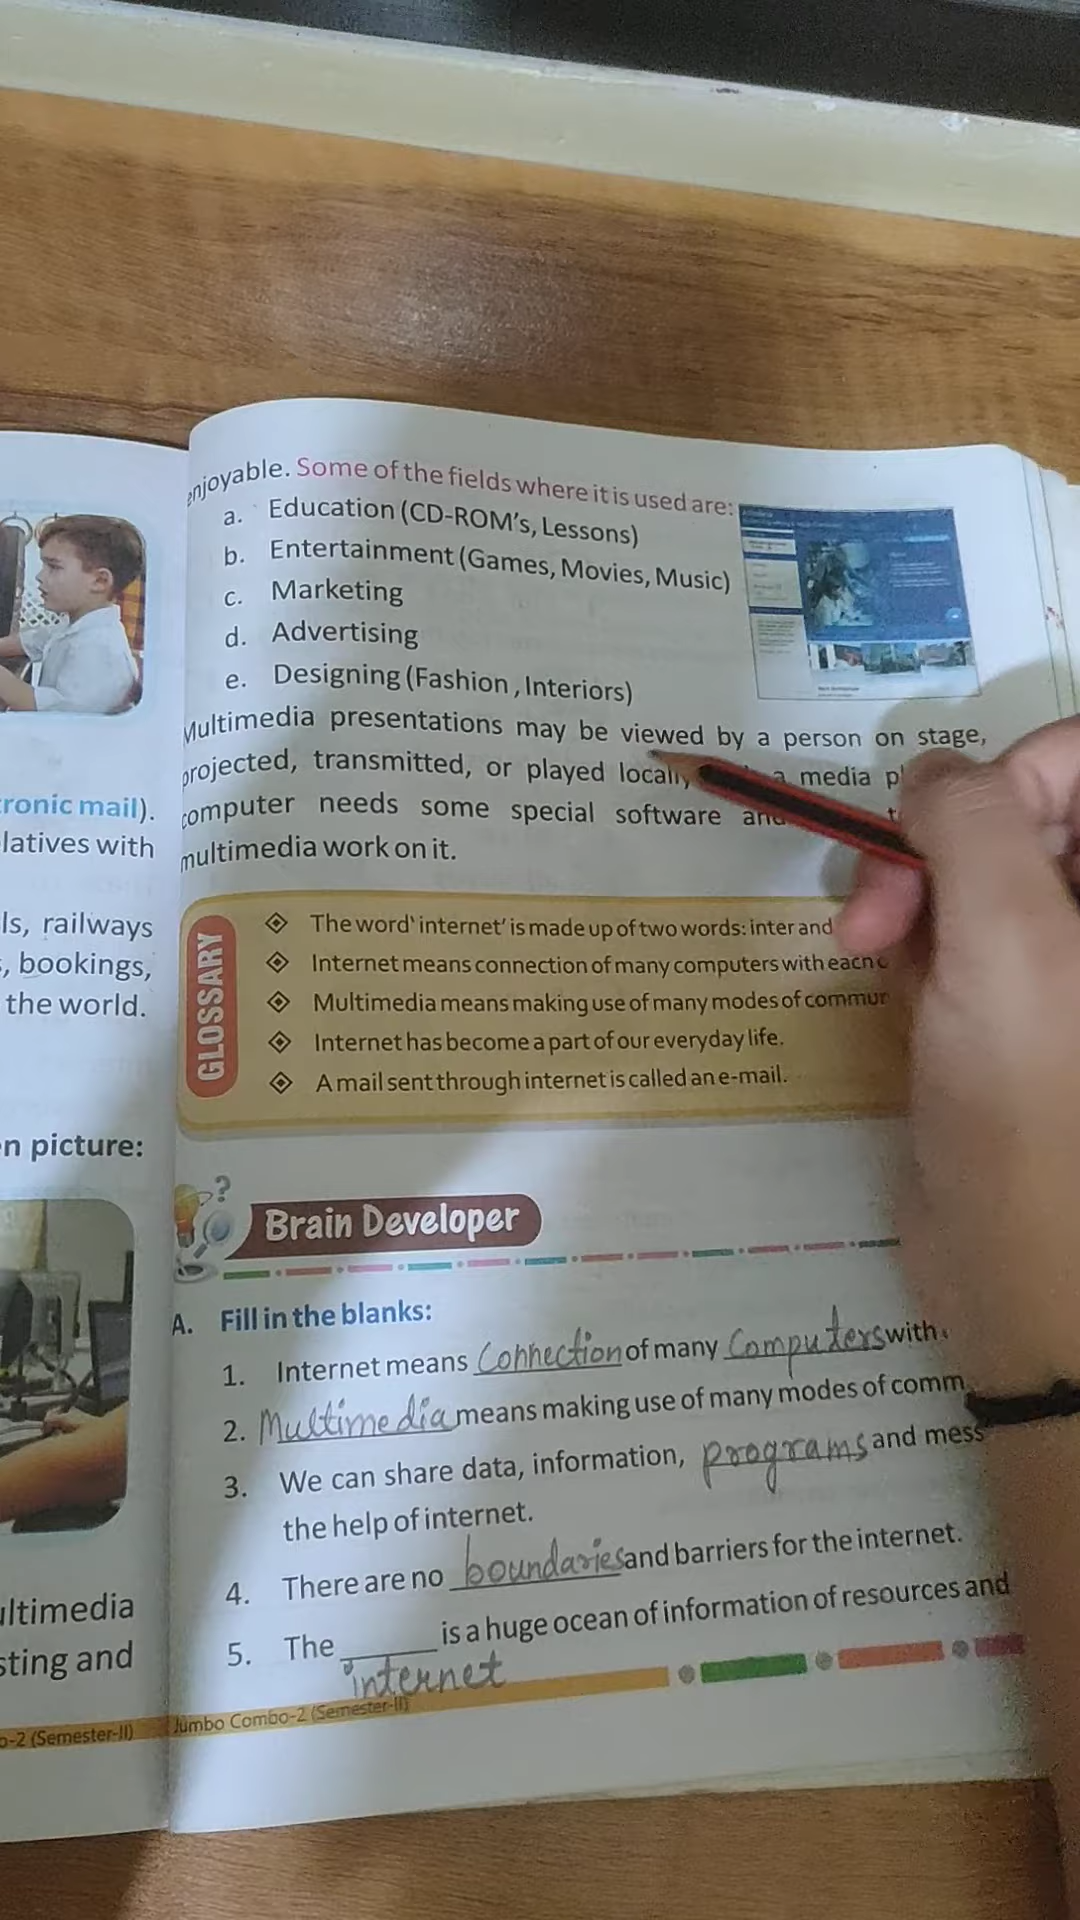 enjoyable. Some of the fields where it is used are:
a. Education (CD-ROM's, Lessons)
b. Entertainment (Games, Movies, Music)
c. Marketing
d. Advertising
e. Designing (Fashion , Interiors)
Multimedia presentations may be viewed by a person on stage,
projected, transmitted, or played locally a media
computer needs some special software and
multimedia work on it.
tronic mail).
latives with
ls, railways
, bookings,
the world.
n picture:
ultimedia
sting and
o-2 (Semester-II)
GLOSSARY
The word 'internet' is made up of two words: inter and
Internet means connection of many computers with each
Multimedia means making use of many modes of commun
Internet has become a part of our everyday life.
A mail sent through internet is called an e-mail.
?
Brain Developer
A. Fill in the blanks:
1. Internet means Connection of many Computers with
2. Multimedia means making use of many modes of comm
3. We can share data, information, programs and mess
the help of internet.
4. There are no boundaries and barriers for the internet.
5. The ______ is a huge ocean of information of resources and
internet
Jumbo Combo-2 (Semester-II)